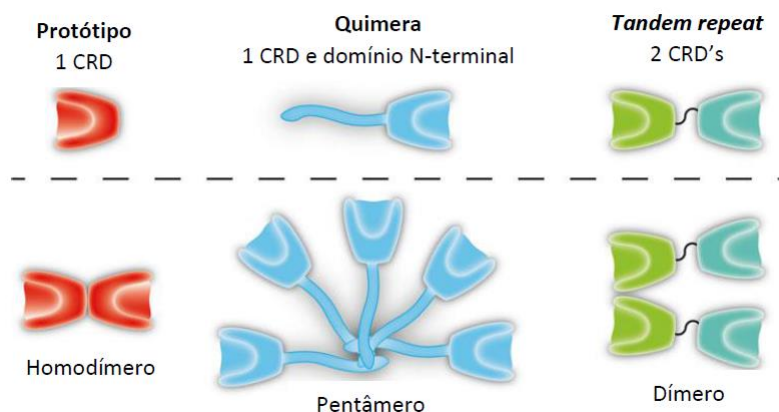 Protótipo
1 CRD
Quimera
1 CRD e domínio N-terminal
Tandem repeat
2 CRD's
Homodímero
Pentâmero
Dímero